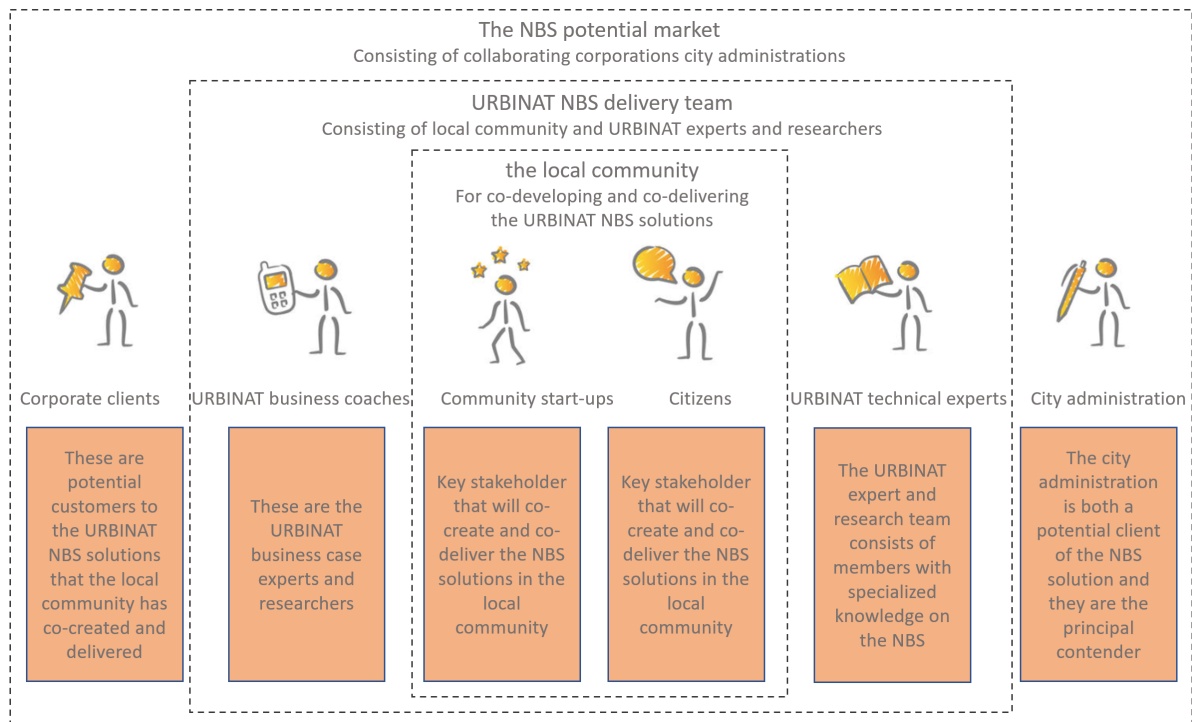 The NBS potential market
Consisting of collaborating corporations city administrations
URBINAT NBS delivery team
Consisting of local community and URBINAT experts and researchers
the local community
For co-developing and co-delivering
the URBINAT NBS solutions
Corporate clients
URBINAT business coaches
Community start-ups
Citizens
URBINAT technical experts
City administration
These are
potential
customers to
the URBINAT
NBS solutions
that the local
community has
co-created and
delivered
These are the
URBINAT
business case
experts and
researchers
Key stakeholder
that will co-
create and co-
deliver the NBS
solutions in the
local
community
Key stakeholder
that will co-
create and co-
deliver the NBS
solutions in the
local
community
The URBINAT
expert and
research team
consists of
members with
specialized
knowledge on
the NBS
The city
administration
is both a
potential client
of the NBS
solution and
they are the
principal
contender